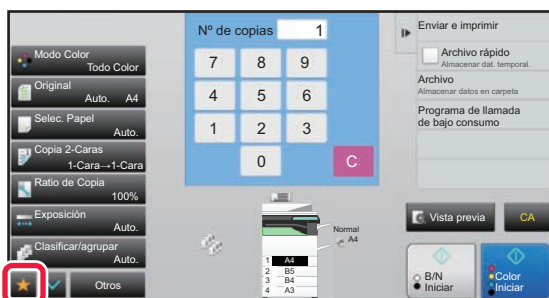 Modo Color
Todo Color
Original
Auto. A4
Selec. Papel
Auto.
Copia 2-Caras
1-Cara→1-Cara
Ratio de Copia
100%
Exposición
Auto.
Clasificar/agrupar
Auto.
Otros
Nº de copias 1
7 8 9
4 5 6
1 2 3
0 C
Normal
A4
1 A4
2 B5
3 B4
4 A3
Enviar e imprimir
Archivo rápido
Almacenar dat. temporal.
Archivo
Almacenar datos en carpeta
Programa de llamada
de bajo consumo
Vista previa
CA
B/N
Iniciar
Color
Iniciar